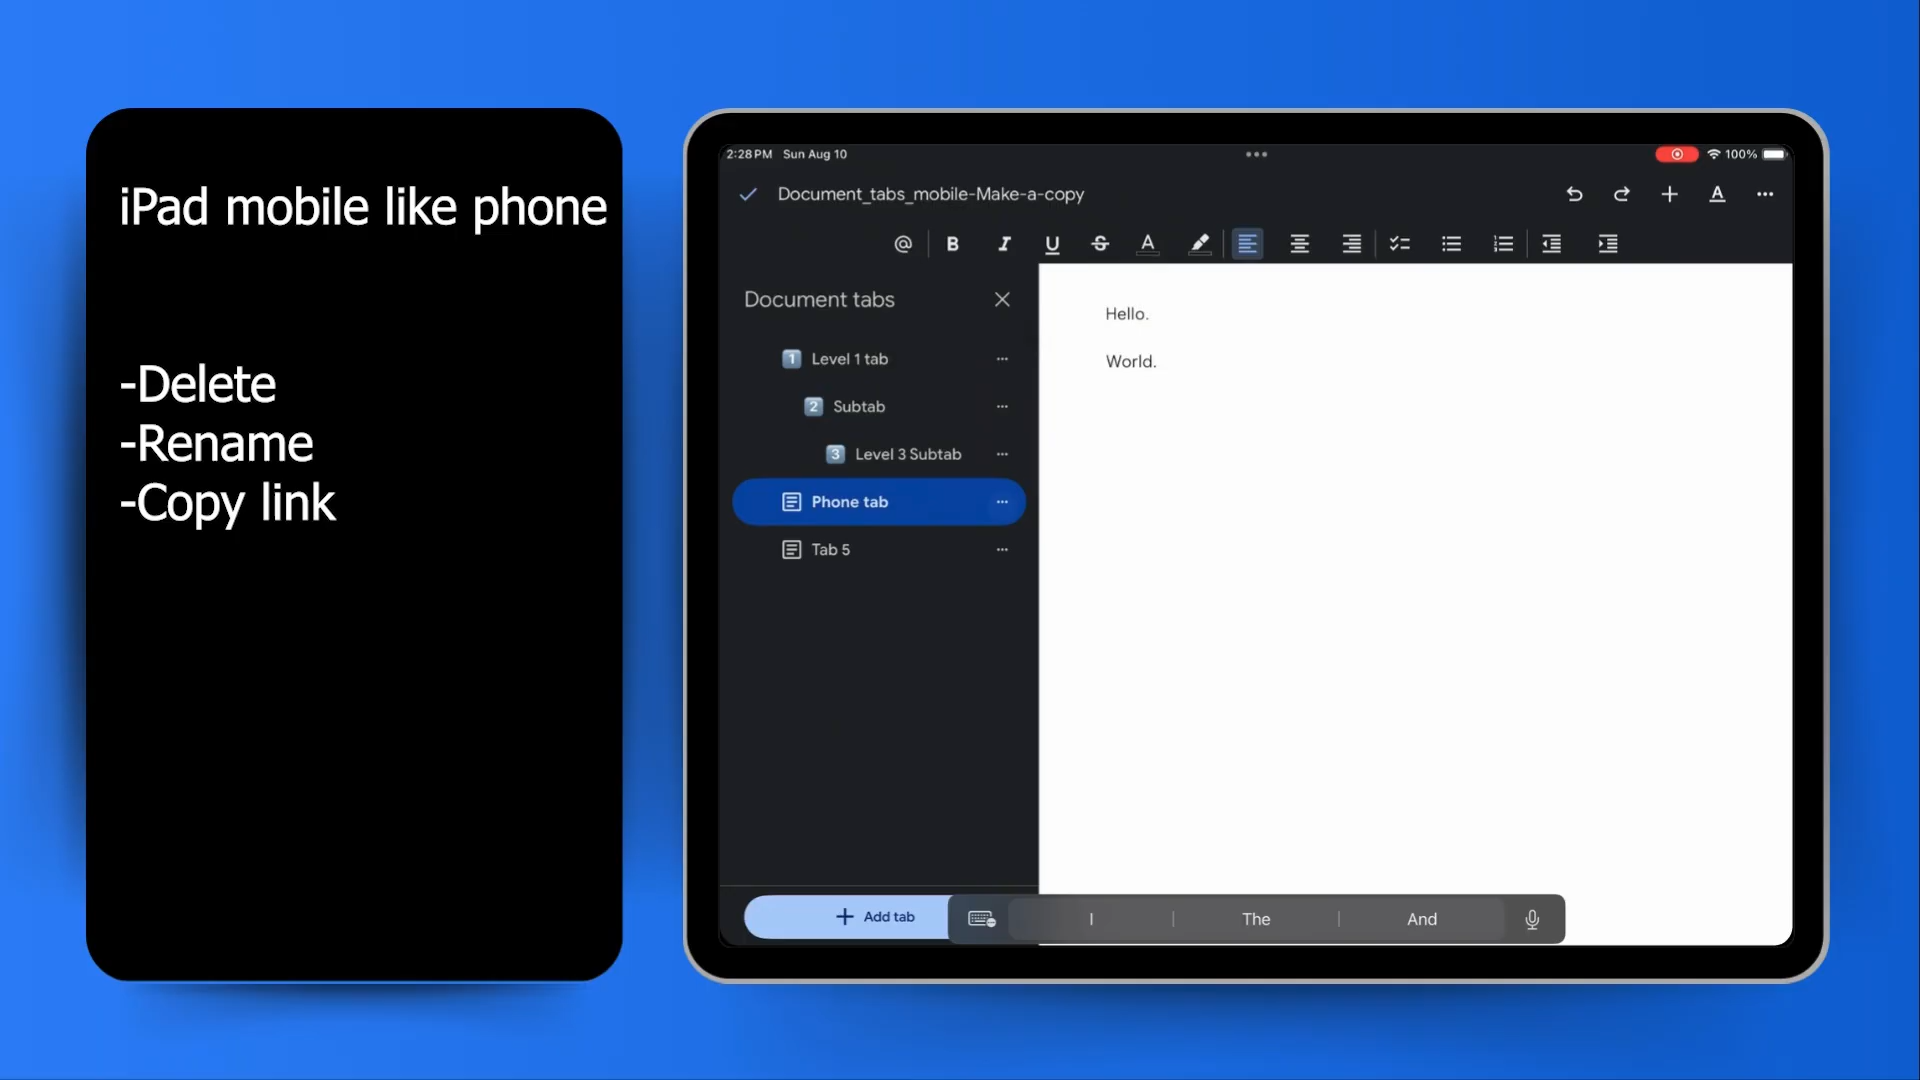 iPad mobile like phone
-Delete
-Rename
-Copy link
2:28 PM Sun Aug 10
100%
Document_tabs_mobile-Make-a-copy
@ B I U S A
Document tabs
1 Level 1 tab
2 Subtab
3 Level 3 Subtab
Phone tab
Tab 5
+ Add tab
I The And
Hello.
World.